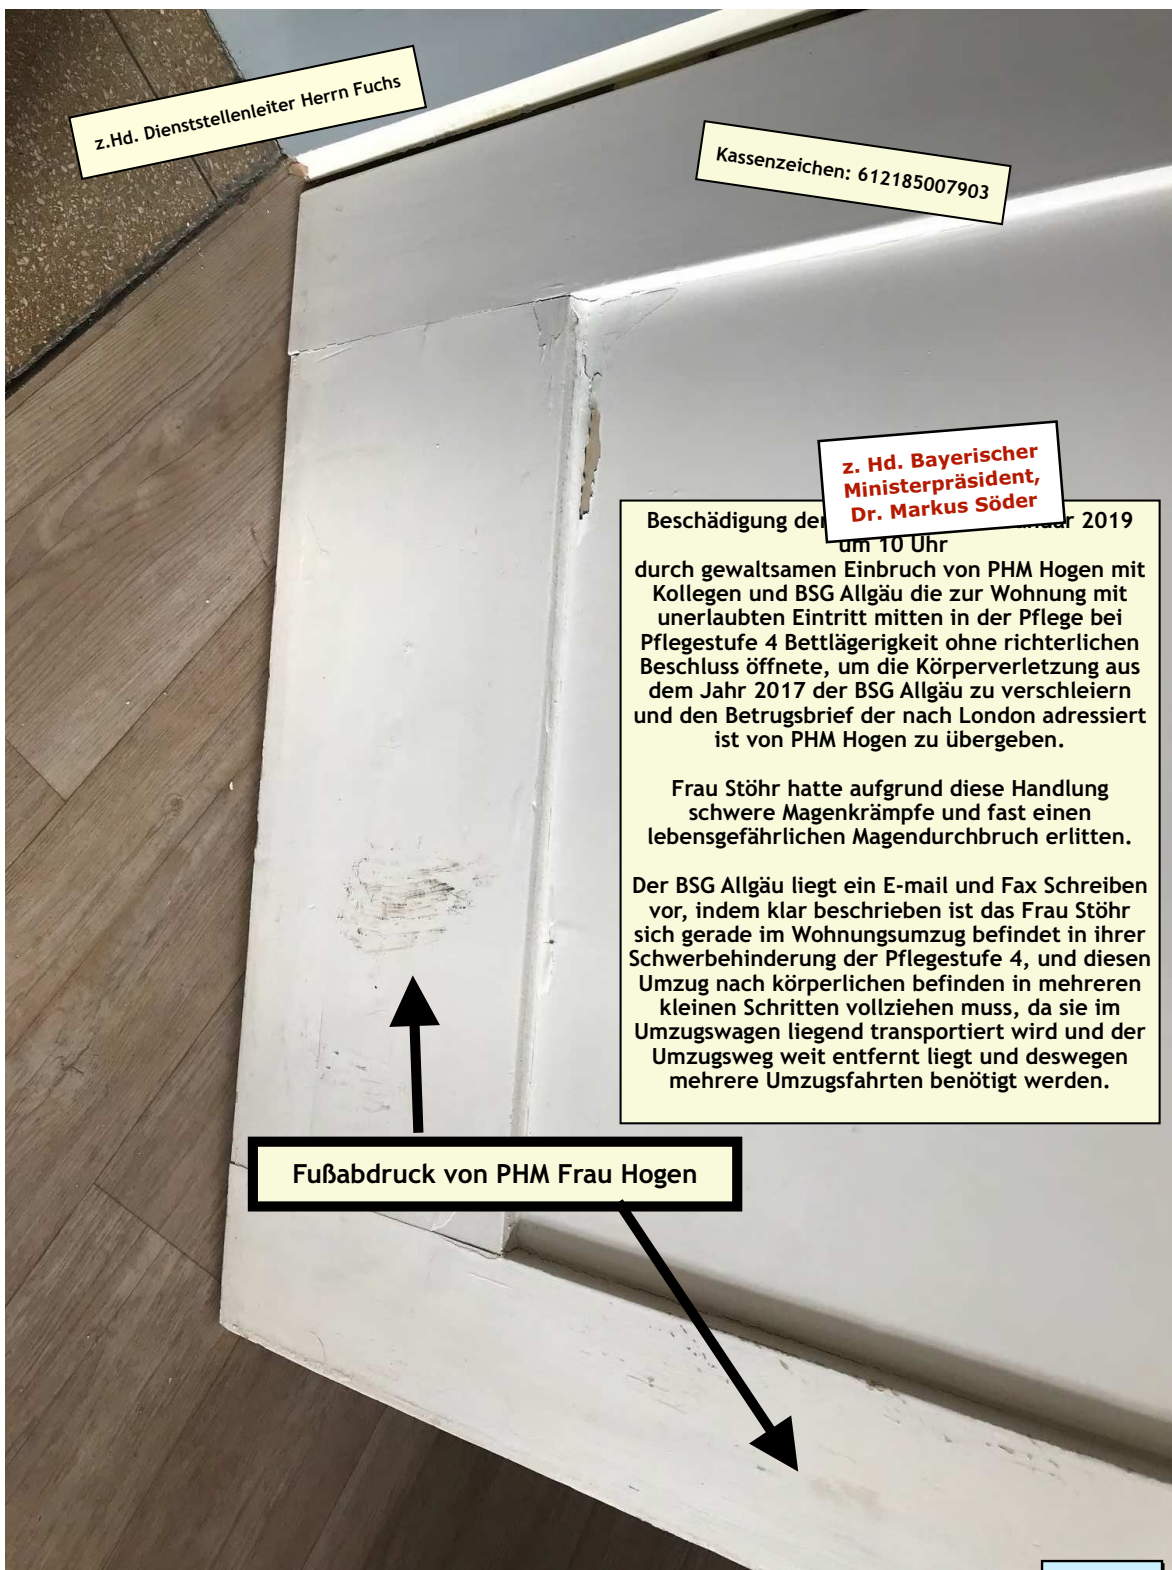 z.Hd. Dienststellenleiter Herrn Fuchs
Kassenzeichen: 612185007903
z. Hd. Bayerischer
Ministerpräsident,
Dr. Markus Söder
Beschädigung der 2019
um 10 Uhr
durch gewaltsamen Einbruch von PHM Hogen mit
Kollegen und BSG Allgäu die zur Wohnung mit
unerlaubten Eintritt mitten in der Pflege bei
Pflegestufe 4 Bettlägerigkeit ohne richterlichen
Beschluss öffnete, um die Körperverletzung aus
dem Jahr 2017 der BSG Allgäu zu verschleiern
und den Betrugsbrief der nach London adressiert
ist von PHM Hogen zu übergeben.
Frau Stöhr hatte aufgrund diese Handlung
schwere Magenkrämpfe und fast einen
lebensgefährlichen Magendurchbruch erlitten.
Der BSG Allgäu liegt ein E-mail und Fax Schreiben
vor, indem klar beschrieben ist das Frau Stöhr
sich gerade im Wohnungsumzug befindet in ihrer
Schwerbehinderung der Pflegestufe 4, und diesen
Umzug nach körperlichen befinden in mehreren
kleinen Schritten vollziehen muss, da sie im
Umzugswagen liegend transportiert wird und der
Umzugsweg weit entfernt liegt und deswegen
mehrere Umzugsfahrten benötigt werden.
Fußabdruck von PHM Frau Hogen